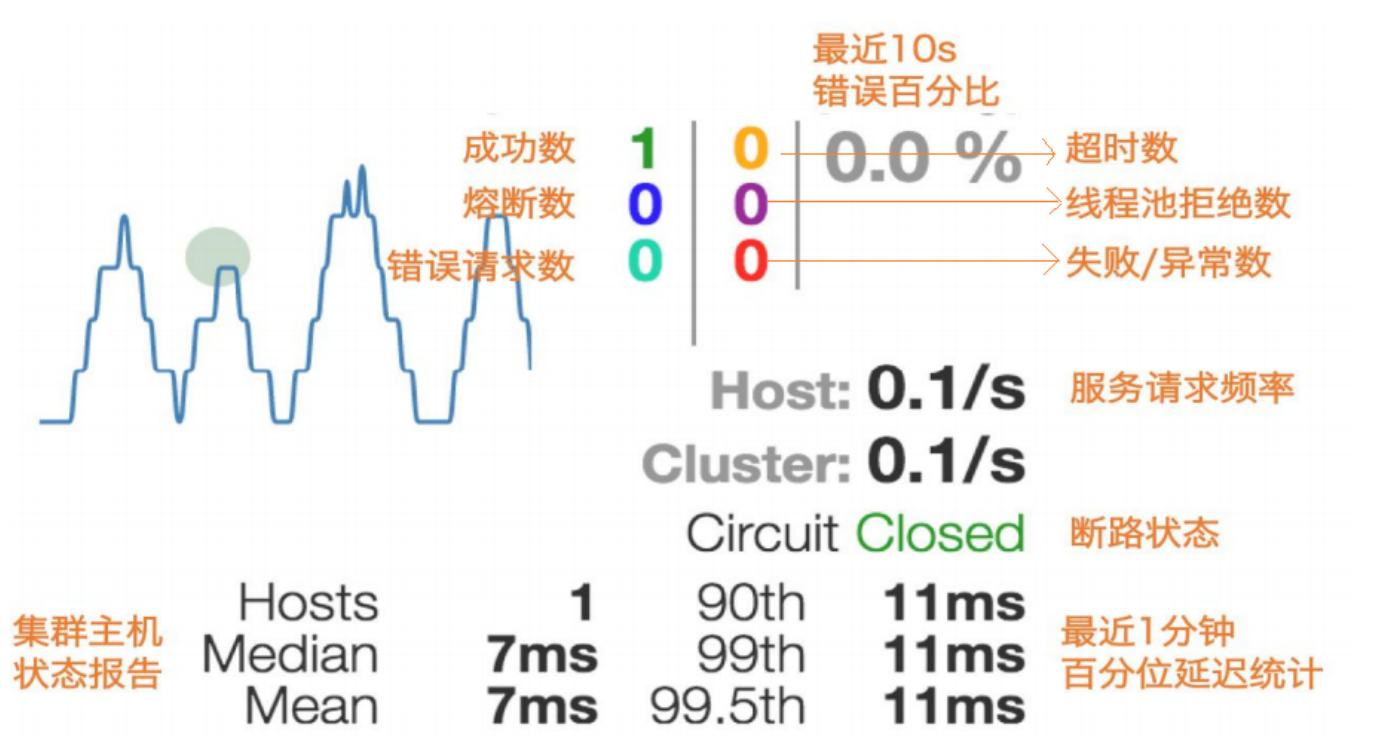 最近10s
错误百分比
成功数 1 0 0.0 % 超时数
熔断数 0 0 线程池拒绝数
错误请求数 0 0 失败/异常数
Host: 0.1/s 服务请求频率
Cluster: 0.1/s
Circuit Closed 断路状态
集群主机
状态报告
Hosts 1 90th 11ms
Median 7ms 99th 11ms
Mean 7ms 99.5th 11ms
最近1分钟
百分位延迟统计